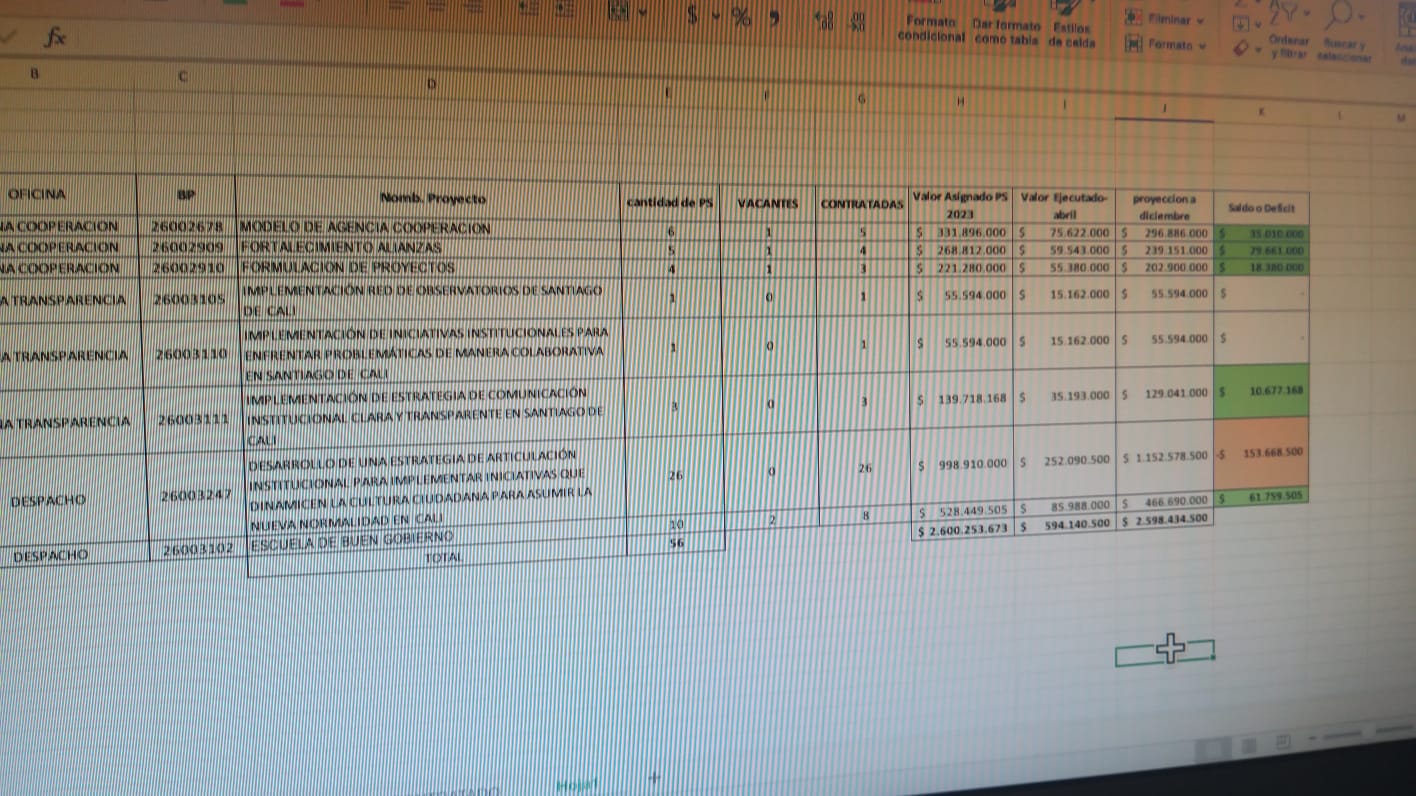 fx
$ % 
Formato condicional
Dar formato como tabla
Estilos de celda
Eliminar
Formato
Ordenar y filtrar
Buscar y seleccionar
B C D E F G H I J K L M
OFICINA BP Nomb. Proyecto cantidad de PS VACANTES CONTRATADAS Valor Asignado PS 2023 Valor Ejecutado- abril proyeccion a diciembre Saldo o Deficit
NA COOPERACION 26002678 MODELO DE AGENCIA COOPERACION 6 1 5 $ 331.896.000 $ 75.622.000 $ 296.886.000 $ 35.010.000
NA COOPERACION 26002909 FORTALECIMIENTO ALIANZAS 5 1 4 $ 268.812.000 $ 59.543.000 $ 239.151.000 $ 29.661.000
NA COOPERACION 26002910 FORMULACION DE PROYECTOS 4 1 3 $ 221.280.000 $ 55.380.000 $ 202.900.000 $ 18.380.000
A TRANSPARENCIA 26003105 IMPLEMENTACIÓN RED DE OBSERVATORIOS DE SANTIAGO
DE CALI 1 0 1 $ 55.594.000 $ 15.162.000 $ 55.594.000 $ -
A TRANSPARENCIA 26003110 IMPLEMENTACIÓN DE INICIATIVAS INSTITUCIONALES PARA
ENFRENTAR PROBLEMÁTICAS DE MANERA COLABORATIVA
EN SANTIAGO DE CALI 1 0 1 $ 55.594.000 $ 15.162.000 $ 55.594.000 $ -
IA TRANSPARENCIA 26003111 IMPLEMENTACIÓN DE ESTRATEGIA DE COMUNICACIÓN
INSTITUCIONAL CLARA Y TRANSPARENTE EN SANTIAGO DE
CALI 3 0 3 $ 139.718.168 $ 35.193.000 $ 129.041.000 $ 10.677.168
DESPACHO 26003247 DESARROLLO DE UNA ESTRATEGIA DE ARTICULACIÓN
INSTITUCIONAL PARA IMPLEMENTAR INICIATIVAS QUE
DINAMICEN LA CULTURA CIUDADANA PARA ASUMIR LA
NUEVA NORMALIDAD EN CALI 26 0 26 $ 998.910.000 $ 252.090.500 $ 1.152.578.500 -$ 153.668.500
DESPACHO 26003102 ESCUELA DE BUEN GOBIERNO 10 2 8 $ 528.449.505 $ 85.988.000 $ 466.690.000 $ 61.759.505
TOTAL 56 $ 2.600.253.673 $ 594.140.500 $ 2.598.434.500
Hoja1 +